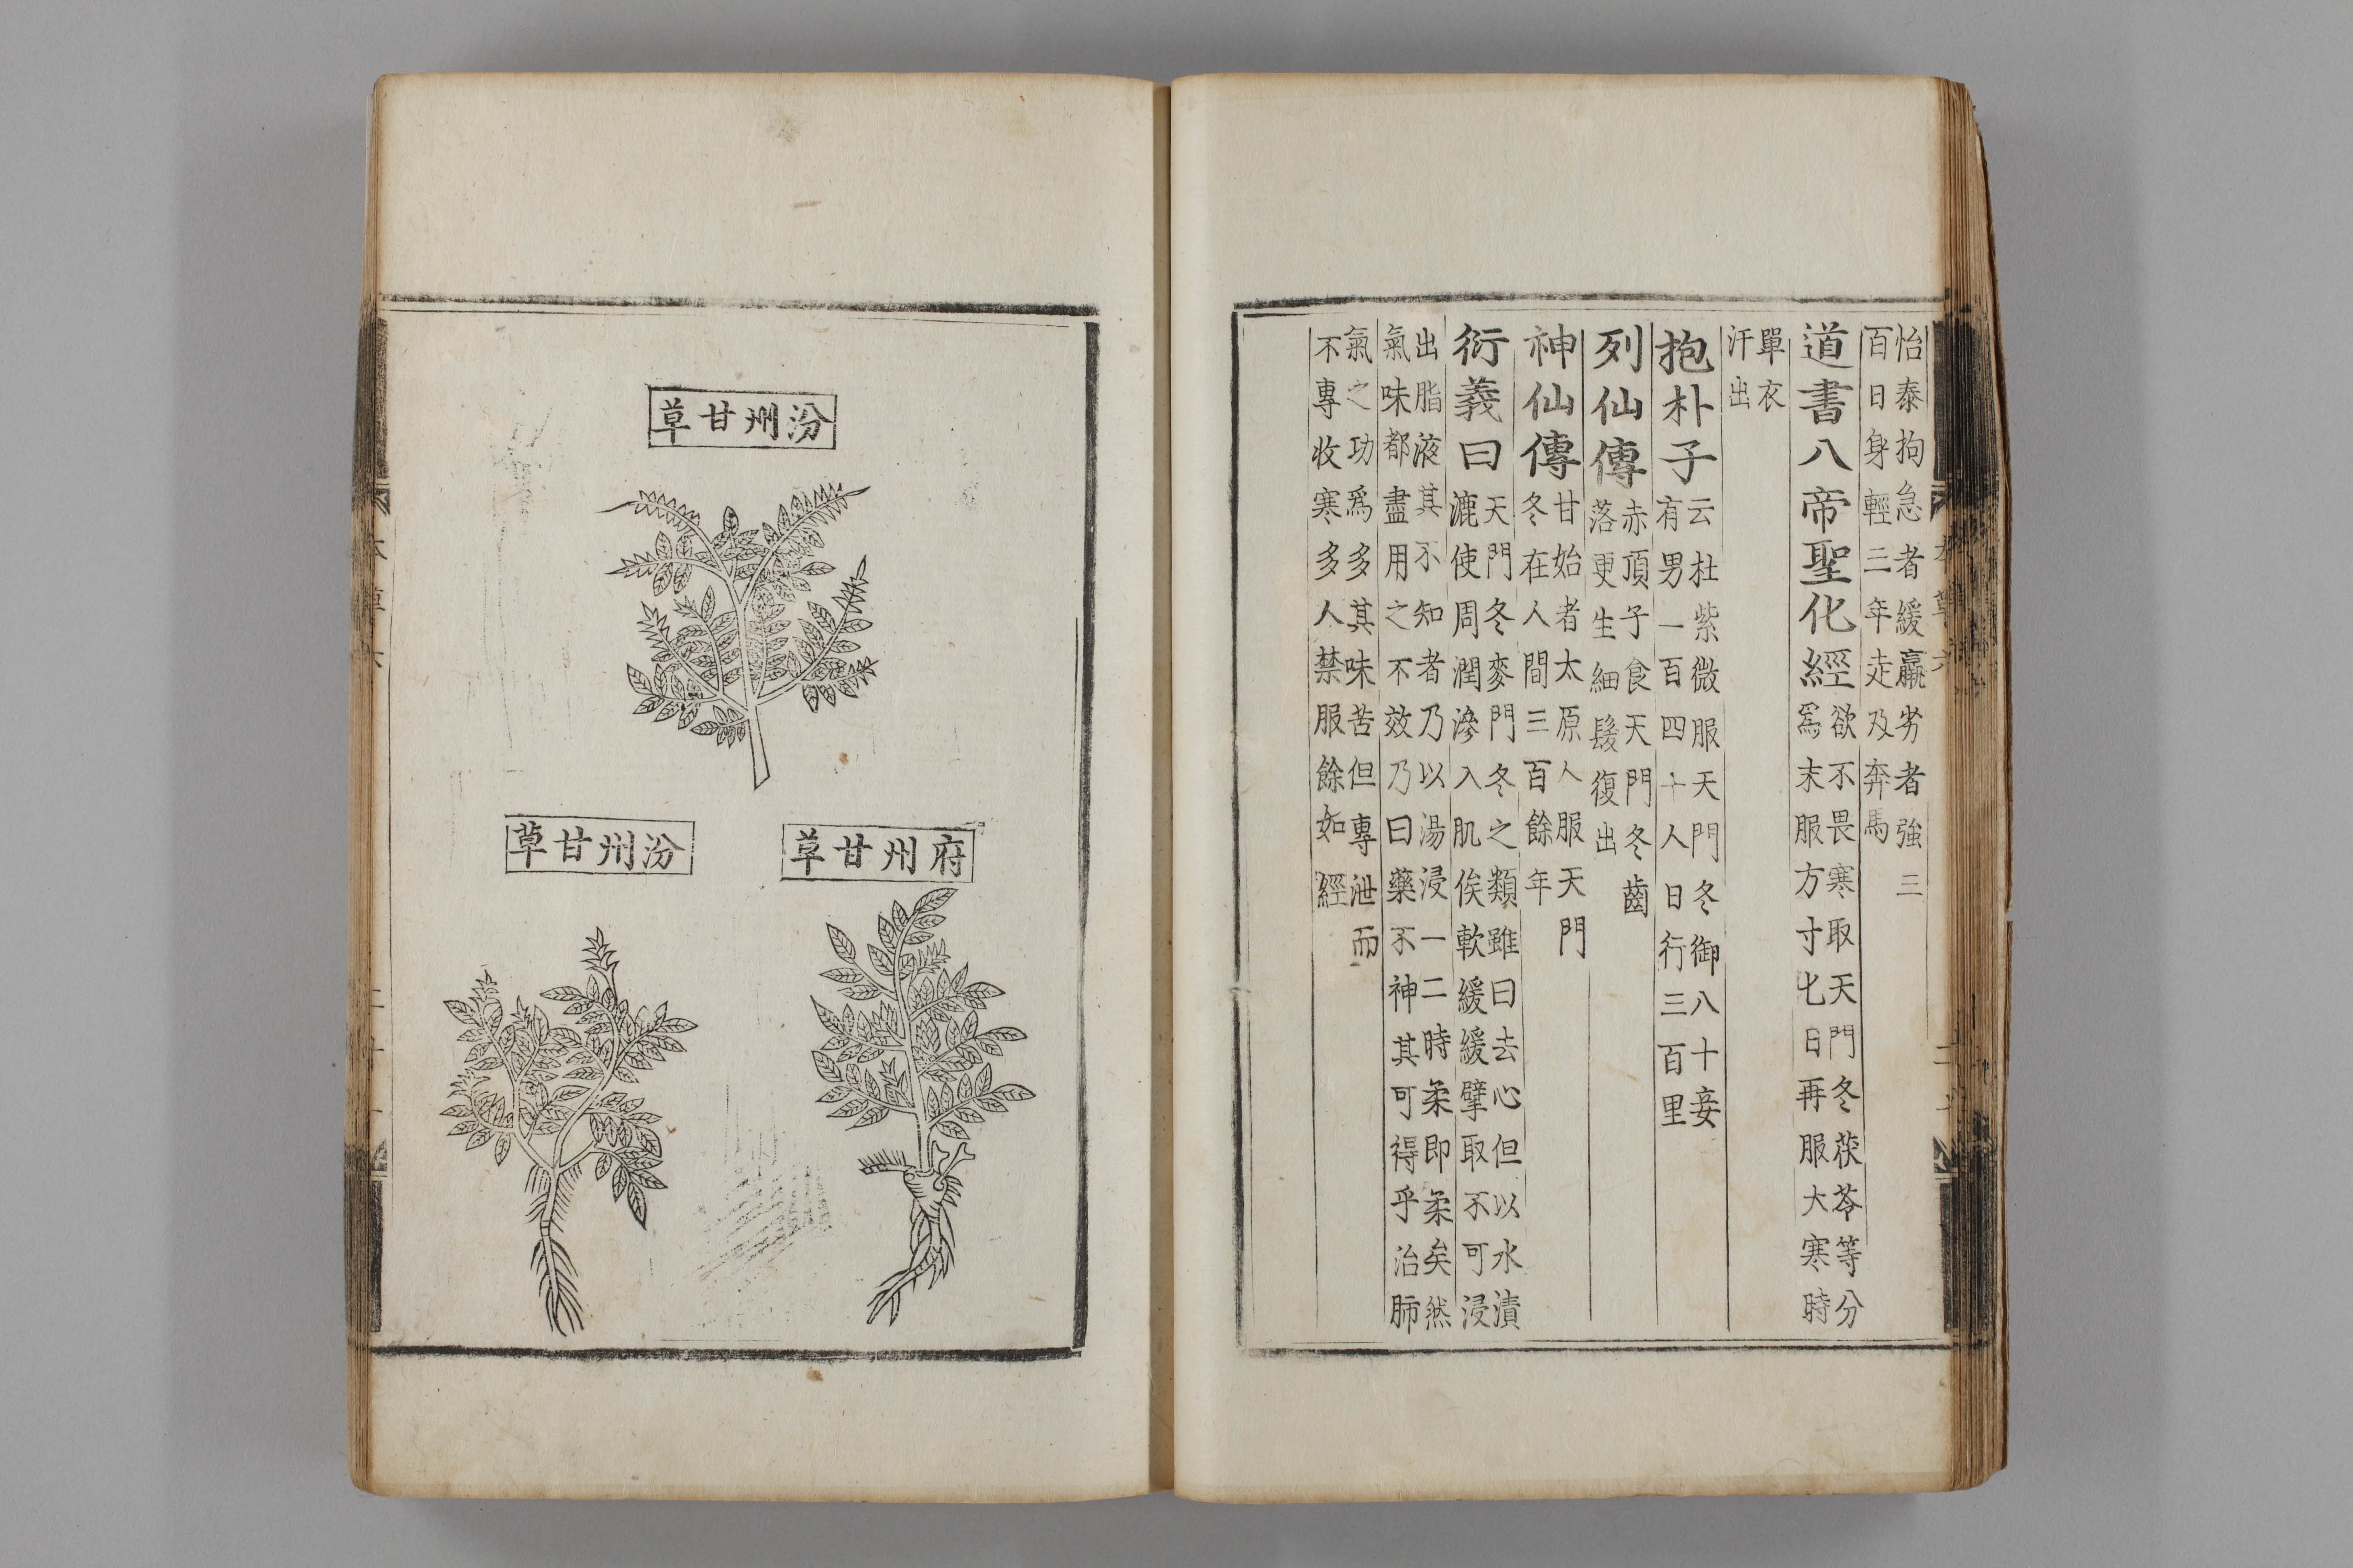 怡泰拘急者緩羸劣者強三
百日身輕二年走及奔馬
道書八帝聖化經欲不畏寒取天門冬茯苓等分
爲末服方寸匕日再服大寒時
單衣
汗出
抱朴子云杜紫微服天門冬御八十妾
有男一百四十人日行三百里
列仙傳赤頂子食天門冬齒
落更生細髮復出
神仙傳甘始者太原人服天門
冬在人間三百餘年
衍義曰天門冬麥門冬之類雖曰去心但以水漬
漉使周潤滲入肌俟軟緩緩擘取不可浸
出脂液其不知者乃以湯浸一二時柔即柔矣然
氣味都盡用之不效乃曰藥不神其可得乎治肺
氣之功爲多其味苦但專泄而
不專收寒多人禁服餘如經
汾州甘草
府州甘草
汾州甘草